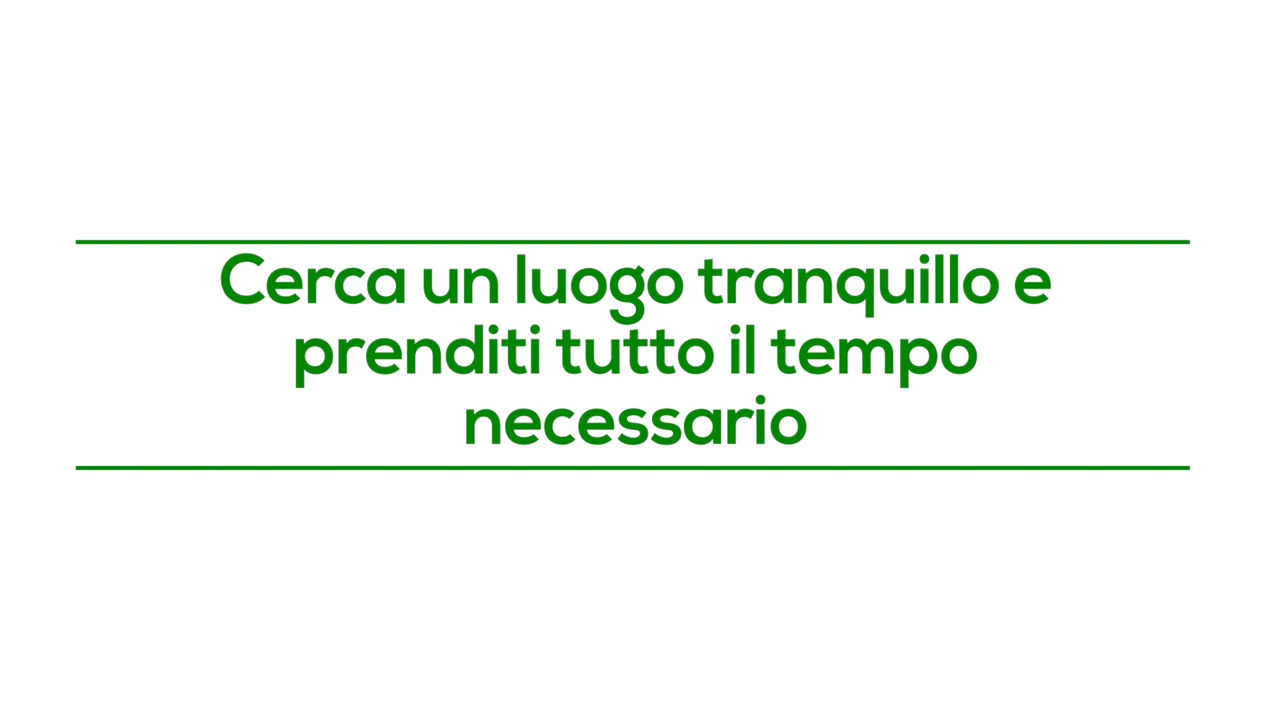 Cerca un luogo tranquillo e
prenditi tutto il tempo
necessario